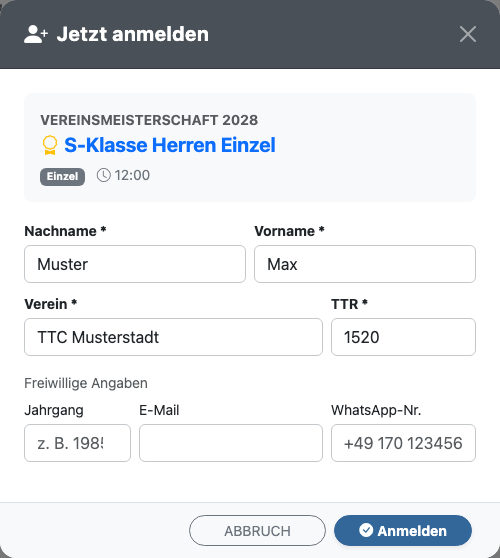 Jetzt anmelden
VEREINSMEISTERSCHAFT 2028
S-Klasse Herren Einzel
Einzel 12:00
Nachname * Vorname *
Muster Max
Verein * TTR *
TTC Musterstadt 1520
Freiwillige Angaben
Jahrgang E-Mail WhatsApp-Nr.
z. B. 1985 +49 170 123456
ABBRUCH Anmelden